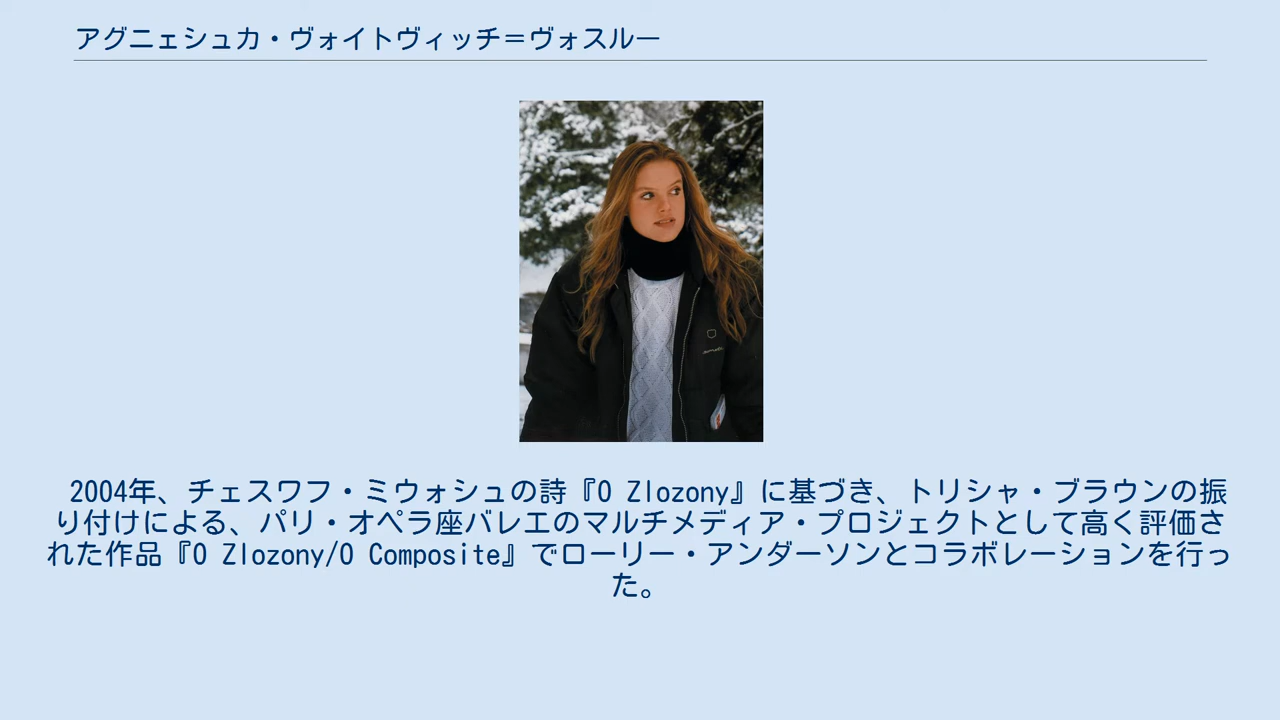 アグニェシュカ・ヴォイトヴィッチ＝ヴォスルー
2004年、チェスワフ・ミウォシュの詩『O Zlozony』に基づき、トリシャ・ブラウンの振
り付けによる、パリ・オペラ座バレエのマルチメディア・プロジェクトとして高く評価さ
れた作品『O Zlozony/O Composite』でローリー・アンダーソンとコラボレーションを行っ
た。